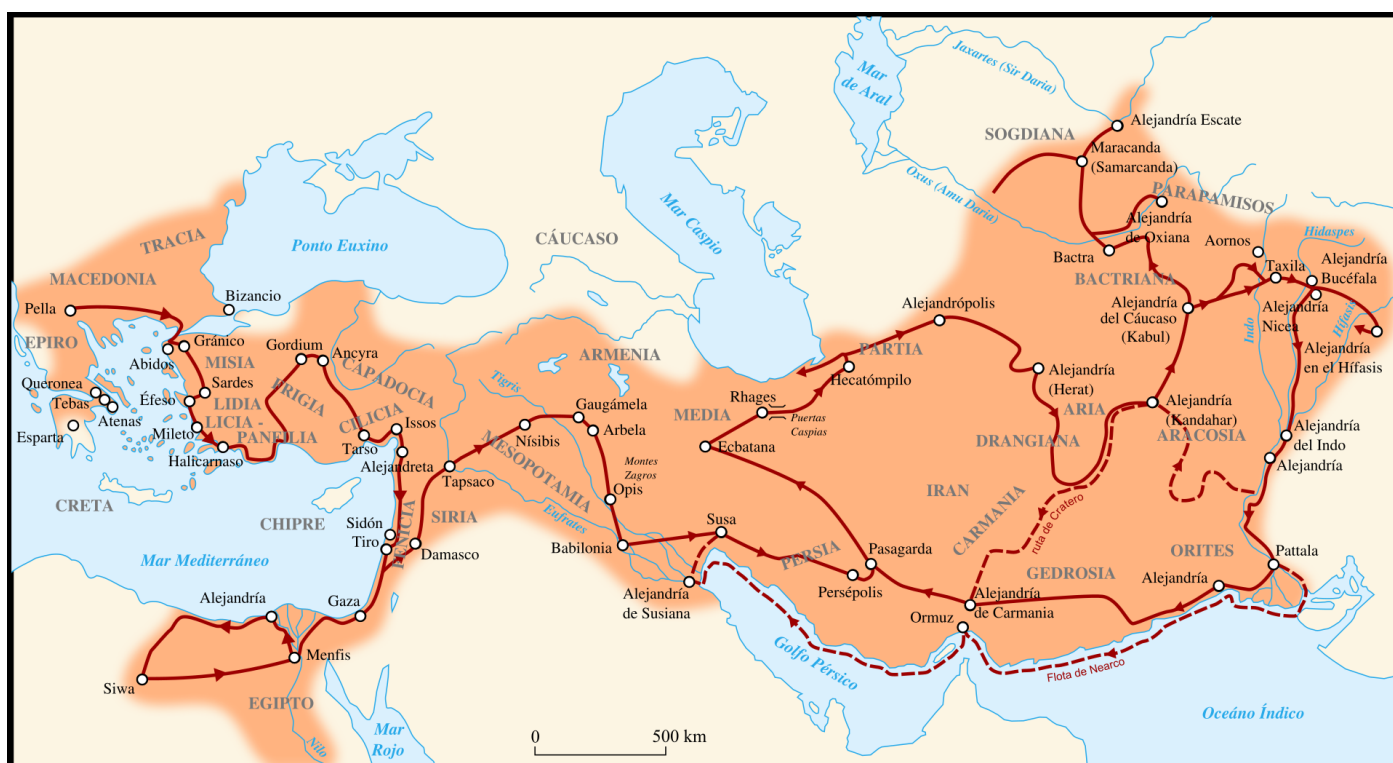 Mar
de Aral
Jaxartes (Sir Daria)
SOGDIANA
Alejandría Escate
Maracanda
(Samarcanda)
Oxus (Amu Daria)
PARAPAMISOS
Alejandría
de Oxiana
Bactra
BACTRIANA
Aornos
Hidaspes
Taxila
Alejandría
Bucéfala
Alejandría
Nicea
Indo
Hífasis
Alejandría
en el Hífasis
Alejandría
del Cáucaso
(Kabul)
TRACIA
Ponto Euxino
CÁUCASO
Mar Caspio
MACEDONIA
Pella
Bizancio
EPIRO
Abidos
Gránico
MISIA
Gordium
Ancyra
CAPADOCIA
ARMENIA
Queronea
Tebas
Atenas
Esparta
Sardes
Éfeso
LIDIA
FRIGIA
Mileto
LICIA -
PANFILIA
Halicarnaso
CILICIA
Tarso
Issos
Alejandreta
Tigris
Gaugámela
Arbela
Nísibis
MESOPOTAMIA
Tapsaco
Montes
Zagros
Opis
Eufrates
Babilonia
CRETA
CHIPRE
Mar Mediterráneo
Sidón
Tiro
FENICIA
SIRIA
Damasco
Alejandría
Gaza
Menfis
Siwa
EGIPTO
Nilo
Mar
Rojo
Alejandrópolis
PARTIA
Hecatómpilo
MEDIA
Rhages
Puertas
Caspias
Ecbatana
Alejandría
(Herat)
ARIA
DRANGIANA
Alejandría
(Kandahar)
ARACOSIA
Alejandría
del Indo
Alejandría
IRAN
CARMANIA
ruta de Cratero
Susa
PERSIA
Pasagarda
Persépolis
Alejandría
de Susiana
GEDROSIA
ORITES
Pattala
Alejandría
Alejandría
de Carmania
Ormuz
Golfo Pérsico
Flota de Nearco
Oceáno Índico
0
500 km